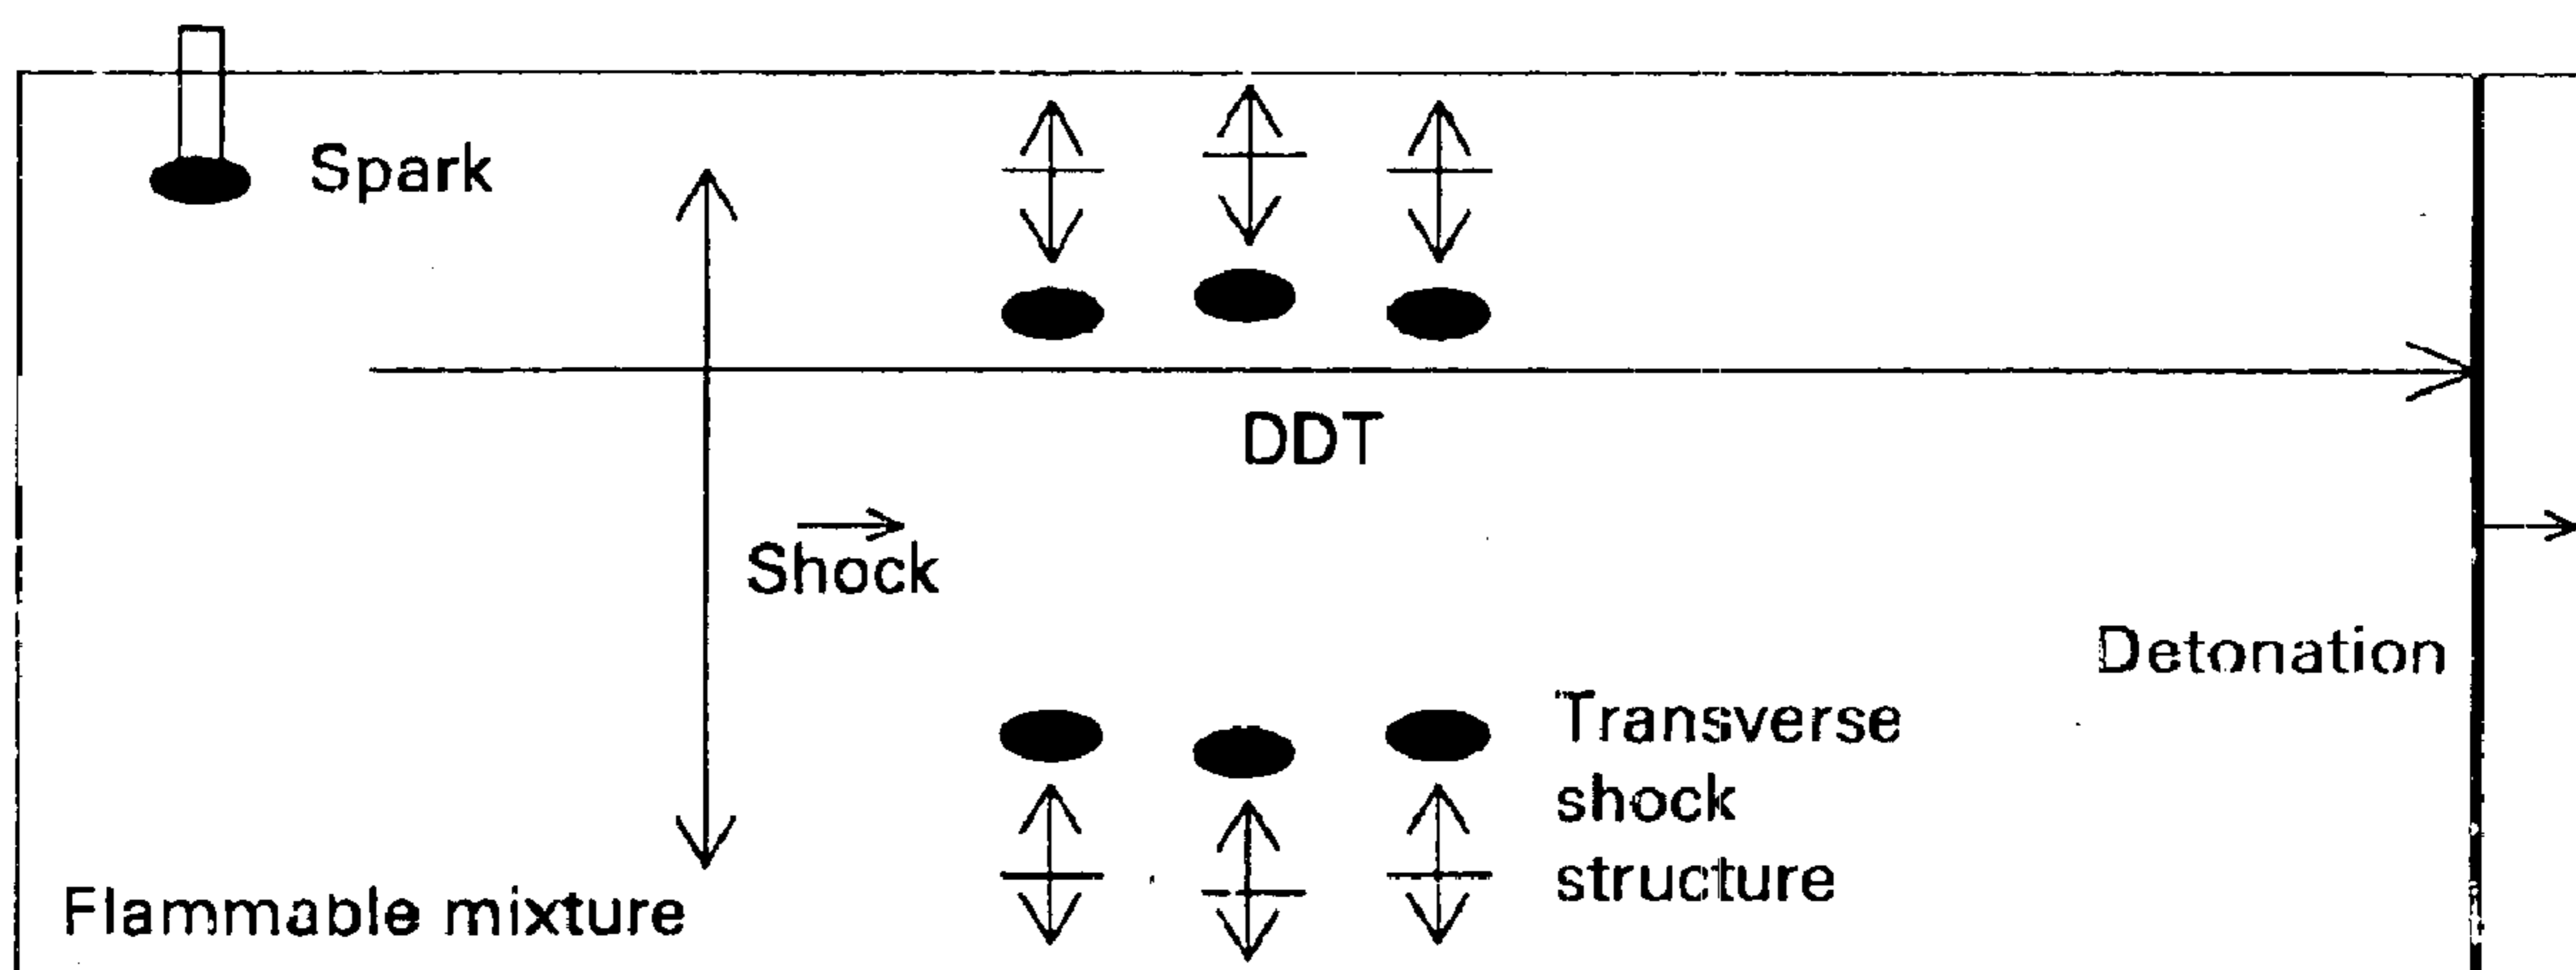 Spark
DDT
Shock
Detonation
Transverse
shock
structure
Flammable mixture